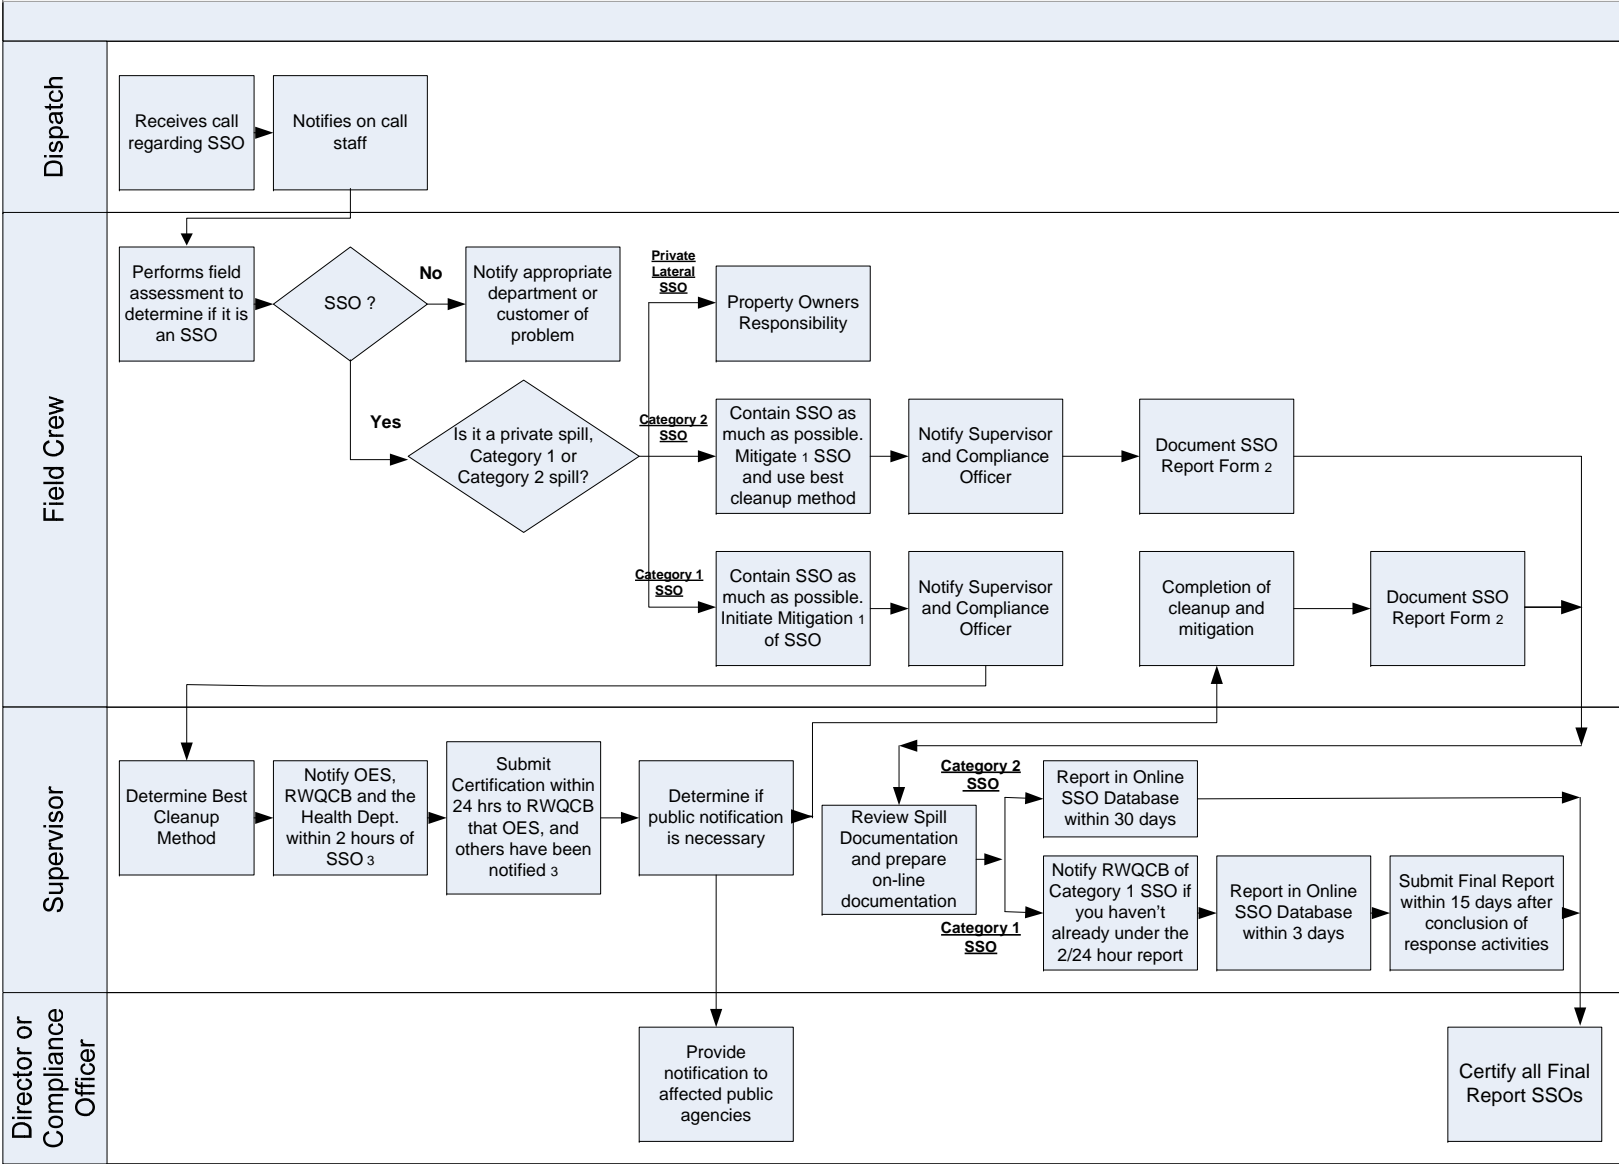 Dispatch
Receives call
regarding SSO
Notifies on call
staff
Field Crew
Performs field
assessment to
determine if it is
an SSO
SSO ?
No
Notify appropriate
department or
customer of
problem
Yes
Is it a private spill,
Category 1 or
Category 2 spill?
Private
Lateral
SSO
Property Owners
Responsibility
Category 2
SSO
Contain SSO as
much as possible.
Mitigate 1 SSO
and use best
cleanup method
Notify Supervisor
and Compliance
Officer
Document SSO
Report Form 2
Category 1
SSO
Contain SSO as
much as possible.
Initiate Mitigation 1
of SSO
Notify Supervisor
and Compliance
Officer
Completion of
cleanup and
mitigation
Document SSO
Report Form 2
Supervisor
Determine Best
Cleanup
Method
Notify OES,
RWQCB and the
Health Dept.
within 2 hours of
SSO 3
Submit
Certification within
24 hrs to RWQCB
that OES, and
others have been
notified 3
Determine if
public notification
is necessary
Review Spill
Documentation
and prepare
on-line
documentation
Category 2
SSO
Report in Online
SSO Database
within 30 days
Category 1
SSO
Notify RWQCB of
Category 1 SSO if
you haven't
already under the
2/24 hour report
Report in Online
SSO Database
within 3 days
Submit Final Report
within 15 days after
conclusion of
response activities
Director or
Compliance
Officer
Provide
notification to
affected public
agencies
Certify all Final
Report SSOs